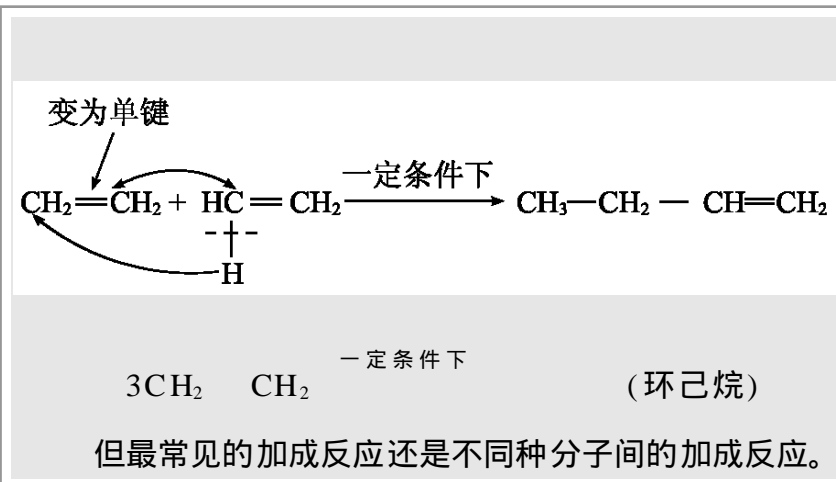 变为单键
CH₂=CH₂ + HC=CH₂ 一定条件下 CH₃—CH₂—CH=CH₂
H
3CH₂ CH₂ 一定条件下 (环己烷)
但最常见的加成反应还是不同种分子间的加成反应。